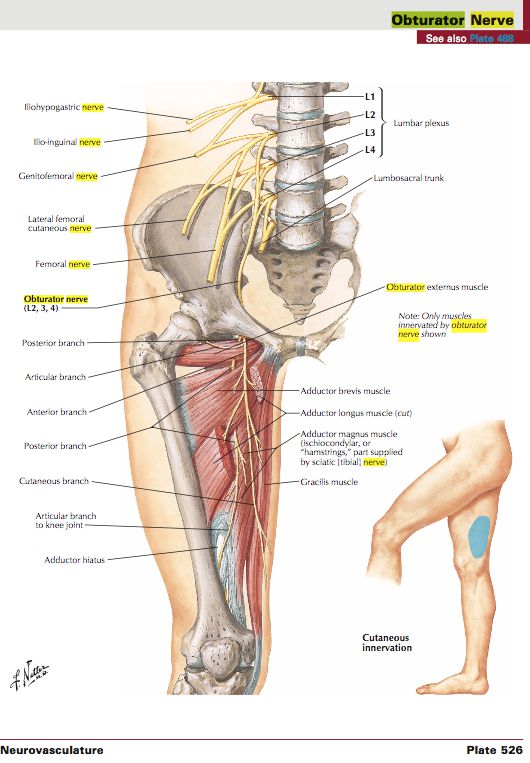 Obturator Nerve
See also Plate 488
Iliohypogastric nerve
Ilio-inguinal nerve
Genitofemoral nerve
Lateral femoral
cutaneous nerve
Femoral nerve
Obturator nerve
(L2, 3, 4)
Posterior branch
Articular branch
Anterior branch
Posterior branch
Cutaneous branch
Articular branch
to knee joint
Adductor hiatus
L1
L2
L3
L4
Lumbar plexus
Lumbosacral trunk
Obturator externus muscle
Note: Only muscles
innervated by obturator
nerve shown
Adductor brevis muscle
Adductor longus muscle (cut)
Adductor magnus muscle
(ischiocondylar, or
“hamstrings,” part supplied
by sciatic [tibial] nerve)
Gracilis muscle
Cutaneous
innervation
F. Netter
M.D.
Neurovasculature
Plate 526